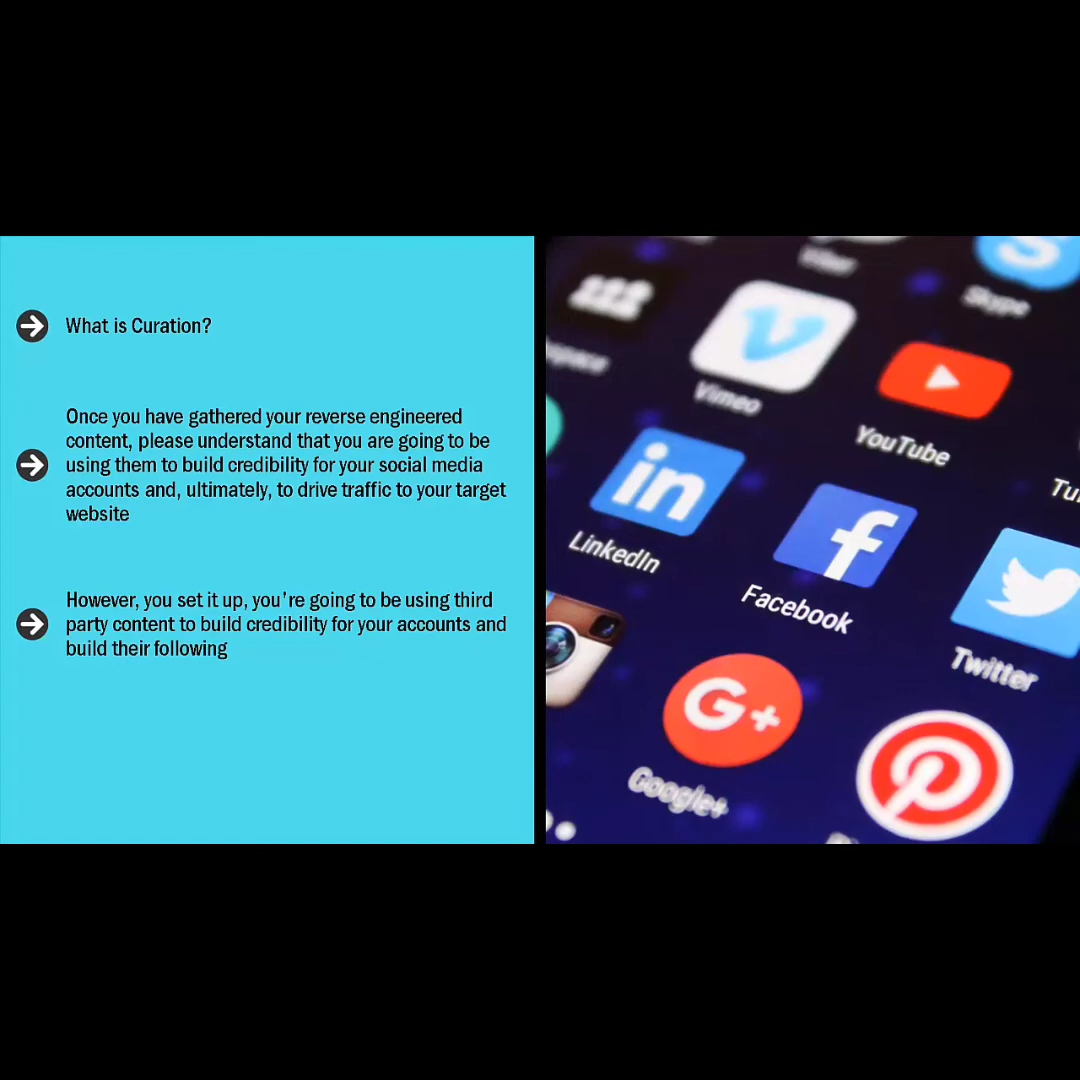 What is Curation?
Once you have gathered your reverse engineered
content, please understand that you are going to be
using them to build credibility for your social media
accounts and, ultimately, to drive traffic to your target
website
However, you set it up, you're going to be using third
party content to build credibility for your accounts and
build their following
Viber
Skype
Vimeo
YouTube
in
LinkedIn
f
Facebook
Twitter
G+
Google+